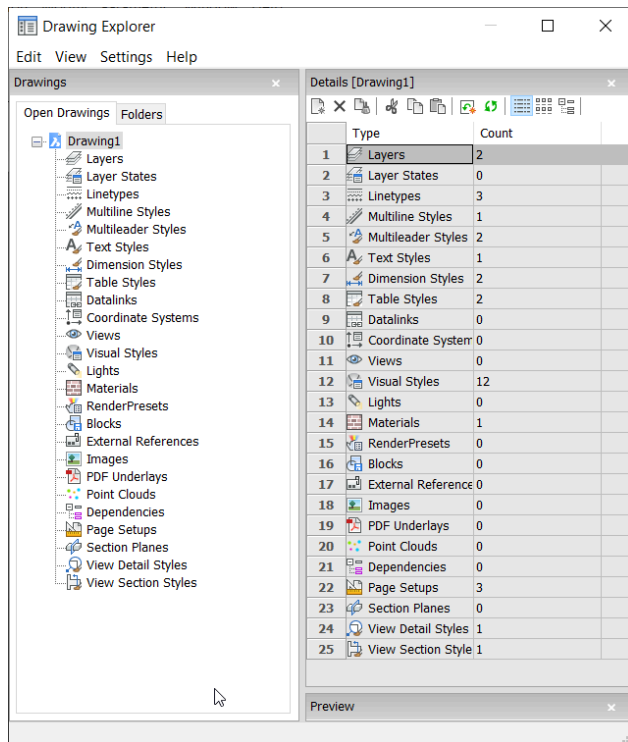 Drawing Explorer
Edit View Settings Help
Drawings
Open Drawings Folders
Drawing1
Layers
Layer States
Linetypes
Multiline Styles
Multileader Styles
Text Styles
Dimension Styles
Table Styles
Datalinks
Coordinate Systems
Views
Visual Styles
Lights
Materials
RenderPresets
Blocks
External References
Images
PDF Underlays
Point Clouds
Dependencies
Page Setups
Section Planes
View Detail Styles
View Section Styles
Details [Drawing1]
Type Count
1 Layers 2
2 Layer States 0
3 Linetypes 3
4 Multiline Styles 1
5 Multileader Styles 2
6 Text Styles 1
7 Dimension Styles 2
8 Table Styles 2
9 Datalinks 0
10 Coordinate System 0
11 Views 0
12 Visual Styles 12
13 Lights 0
14 Materials 1
15 RenderPresets 0
16 Blocks 0
17 External Reference 0
18 Images 0
19 PDF Underlays 0
20 Point Clouds 0
21 Dependencies 0
22 Page Setups 3
23 Section Planes 0
24 View Detail Styles 1
25 View Section Style 1
Preview